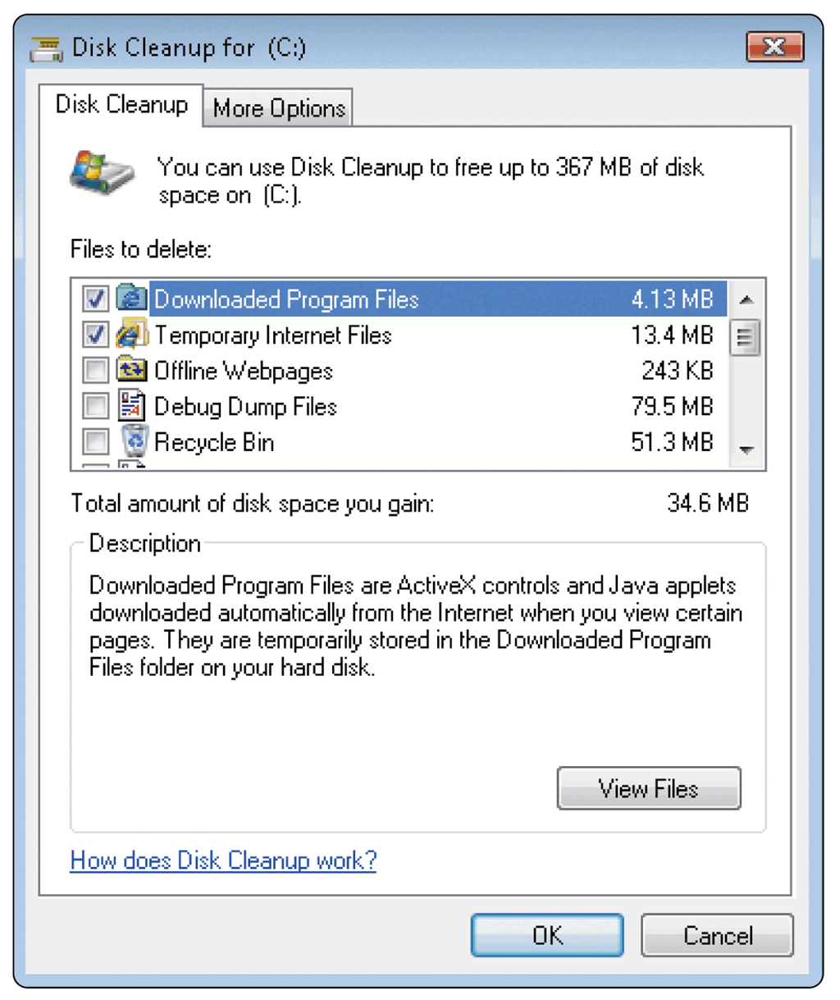 Disk Cleanup for (C:)
Disk Cleanup
More Options
You can use Disk Cleanup to free up to 367 MB of disk
space on (C:).
Files to delete:
Downloaded Program Files 4.13 MB
Temporary Internet Files 13.4 MB
Offline Webpages 243 KB
Debug Dump Files 79.5 MB
Recycle Bin 51.3 MB
Total amount of disk space you gain: 34.6 MB
Description
Downloaded Program Files are ActiveX controls and Java applets
downloaded automatically from the Internet when you view certain
pages. They are temporarily stored in the Downloaded Program
Files folder on your hard disk.
View Files
How does Disk Cleanup work?
OK
Cancel